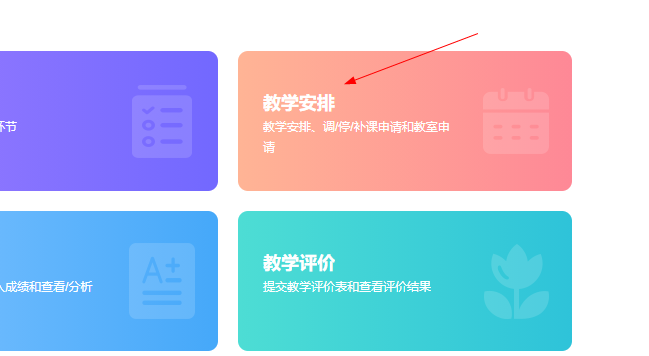 教学安排
环节
教学安排、调/停/补课申请和教室申
请
教学评价
入成绩和查看/分析
提交教学评价表和查看评价结果